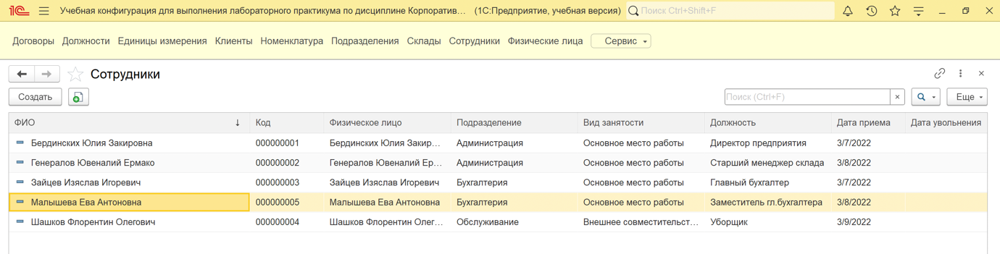 1С Учебная конфигурация для выполнения лабораторного практикума по дисциплине Корпоратив... (1С:Предприятие, учебная версия) Поиск Ctrl+Shift+F
Договоры Должности Единицы измерения Клиенты Номенклатура Подразделения Склады Сотрудники Физические лица Сервис
Сотрудники
Создать Поиск (Ctrl+F) × Еще
ФИО ↓ Код Физическое лицо Подразделение Вид занятости Должность Дата приема Дата увольнения
Бердинских Юлия Закировна 000000001 Бердинских Юлия Закир... Администрация Основное место работы Директор предприятия 3/7/2022
Генералов Ювеналий Ермако 000000002 Генералов Ювеналий Ер... Администрация Основное место работы Старший менеджер склада 3/8/2022
Зайцев Изяслав Игоревич 000000003 Зайцев Изяслав Игоревич Бухгалтерия Основное место работы Главный бухгалтер 3/7/2022
Малышева Ева Антоновна 000000005 Малышева Ева Антоновна Бухгалтерия Основное место работы Заместитель гл.бухгалтера 3/8/2022
Шашков Флорентин Олегович 000000004 Шашков Флорентин Олег... Обслуживание Внешнее совместительст... Уборщик 3/9/2022